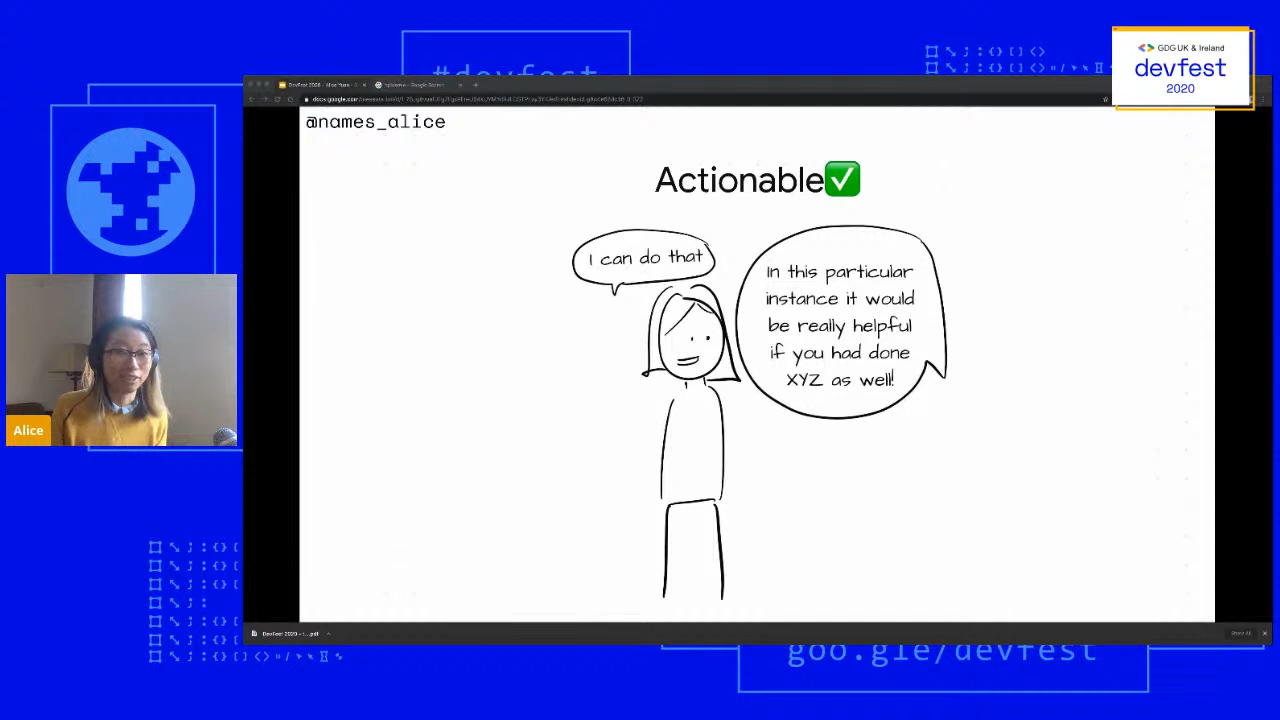 #devfest
GDG UK & Ireland
devfest
2020
@names_alice
Actionable✅
I can do that
In this particular
instance it would
be really helpful
if you had done
XYZ as well!
Alice
goo.gle/devfest